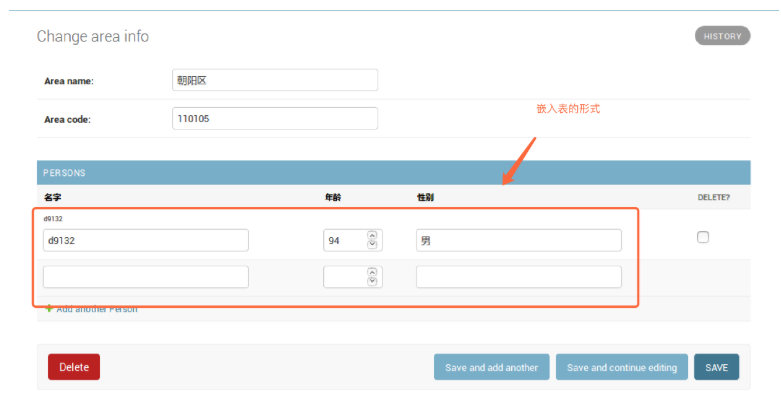 Change area info
HISTORY
Area name:
朝阳区
Area code:
110105
嵌入表的形式
PERSONS
名字 年龄 性别 DELETE?
d9132
d9132 94 男
Add another Person
Delete Save and add another Save and continue editing SAVE